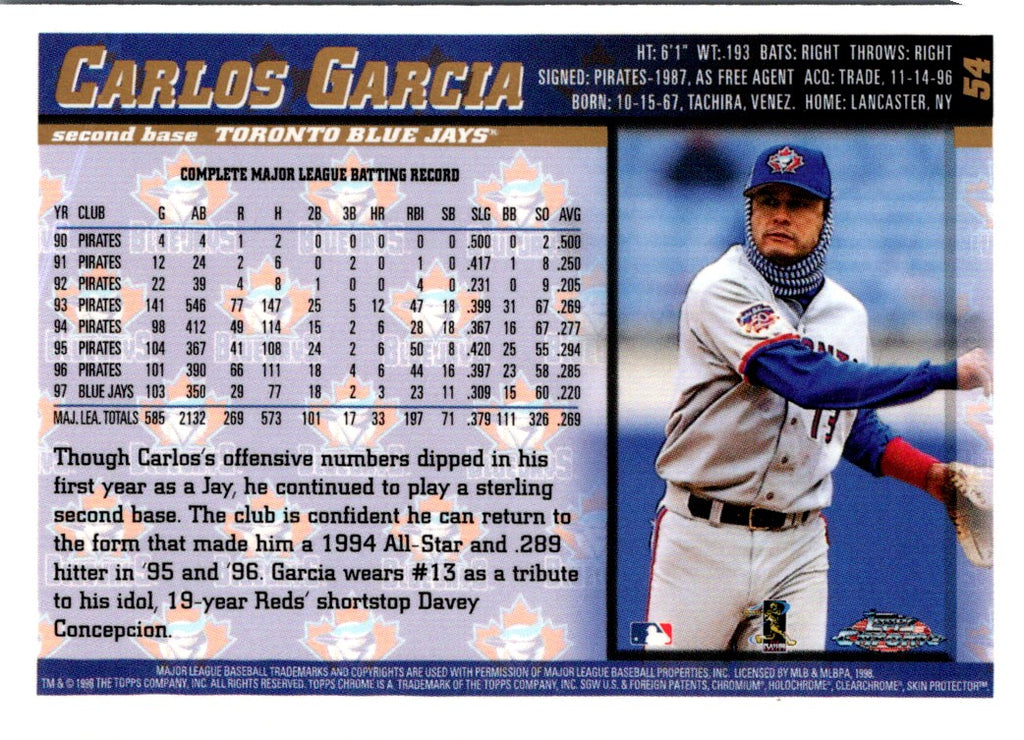 CARLOS GARCIA
HT: 6'1" WT: 193 BATS: RIGHT THROWS: RIGHT
SIGNED: PIRATES-1987, AS FREE AGENT ACQ: TRADE, 11-14-96
BORN: 10-15-67, TACHIRA, VENEZ. HOME: LANCASTER, NY
54
second base TORONTO BLUE JAYS
COMPLETE MAJOR LEAGUE BATTING RECORD
YR CLUB G AB R H 2B 3B HR RBI SB SLG BB SO AVG
90 PIRATES 4 4 1 2 0 0 0 0 0 .500 0 2 .500
91 PIRATES 12 24 2 6 0 2 0 1 0 .417 1 8 .250
92 PIRATES 22 39 4 8 1 0 0 4 0 .231 0 9 .205
93 PIRATES 141 546 77 147 25 5 12 47 18 .399 31 67 .269
94 PIRATES 98 412 49 114 15 2 6 28 18 .367 16 67 .277
95 PIRATES 104 367 41 108 24 2 6 50 8 .420 25 55 .294
96 PIRATES 101 390 66 111 18 4 6 44 16 .397 23 58 .285
97 BLUE JAYS 103 350 29 77 18 2 3 23 11 .309 15 60 .220
MAJ. LEA. TOTALS 585 2132 269 573 101 17 33 197 71 .379 111 326 .269
Though Carlos's offensive numbers dipped in his
first year as a Jay, he continued to play a sterling
second base. The club is confident he can return to
the form that made him a 1994 All-Star and .289
hitter in '95 and '96. Garcia wears #13 as a tribute
to his idol, 19-year Reds' shortstop Davey
Concepcion.
13
Topps Chrome
MAJOR LEAGUE BASEBALL TRADEMARKS AND COPYRIGHTS ARE USED WITH PERMISSION OF MAJOR LEAGUE BASEBALL PROPERTIES, INC. LICENSED BY MLB & MLBPA, 1998.
TM & © 1998 THE TOPPS COMPANY, INC. ALL RIGHTS RESERVED. TOPPS CHROME IS A TRADEMARK OF THE TOPPS COMPANY, INC. SGW U.S. & FOREIGN PATENTS, CHROMIUM®, HOLOCHROME®, CLEARCHROME®, SKIN PROTECTOR™.